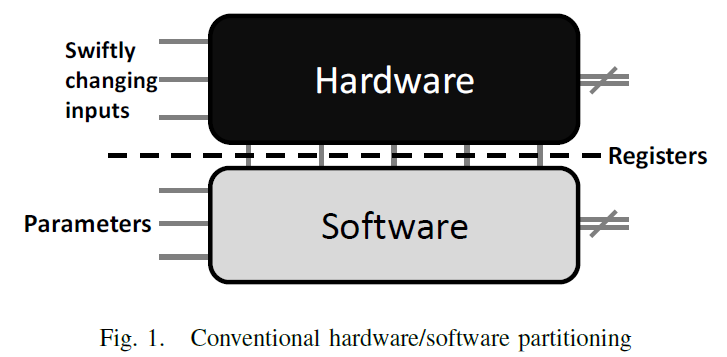 Swiftly
changing
inputs
Hardware
Registers
Parameters
Software
Fig. 1. Conventional hardware/software partitioning